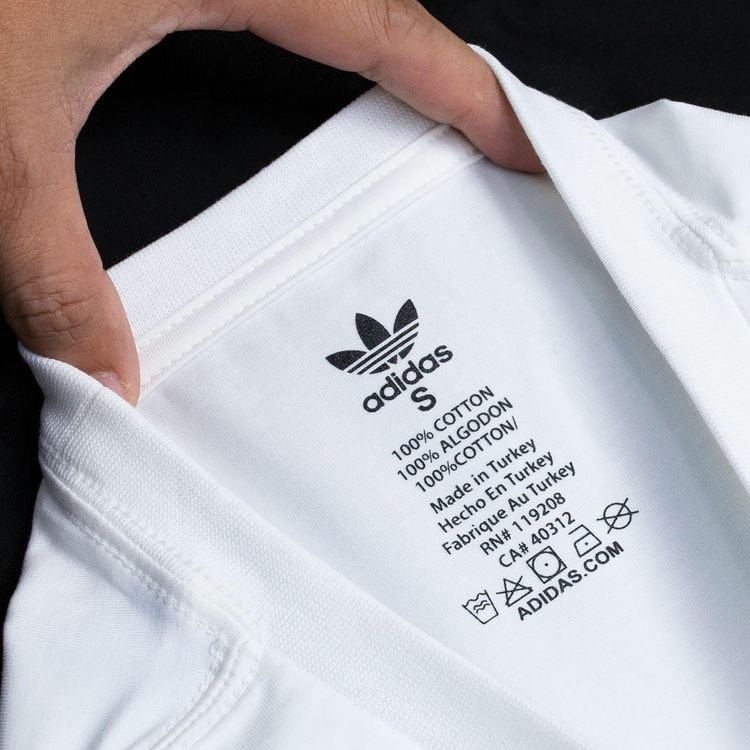 adidas
S
100% COTTON
100% ALGODON
100%COTTON/
Made in Turkey
Hecho En Turkey
Fabrique Au Turkey
RN# 119208
CA# 40312
ADIDAS.COM